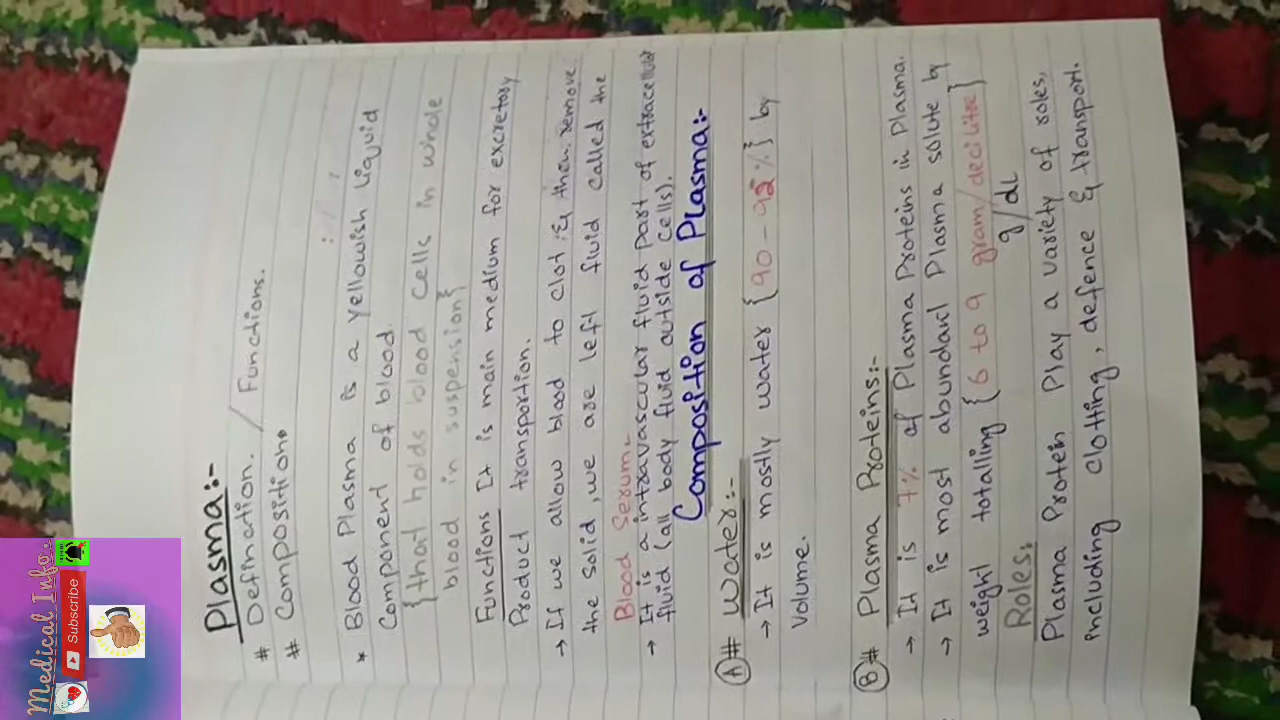 Plasma:-
# Defination. / Functions.
# Composition.
* Blood Plasma is a yellowish liquid
Component of blood.
{that holds blood cells in whole
blood in suspension}
Functions It is main medium for excretory
Product transportion.
→ If we allow blood to clot & then remove
the solid, we are left fluid called the
Blood Serum.
→ It is a intravascular fluid part of extracellular
fluid (all body fluid outside cells).
Composition of Plasma:-
(A)# Water:-
→ It is mostly water {90-92%} by
Volume.
(B)# Plasma Proteins:-
→ It is 7% of Plasma Proteins in Plasma.
→ It is most abundant Plasma solute by
weight totalling {6 to 9 gram/decilitre}
g/dL
Roles:
Plasma Protein Play a variety of roles,
including clotting, defence & transport.
Medical Info.
Subscribe